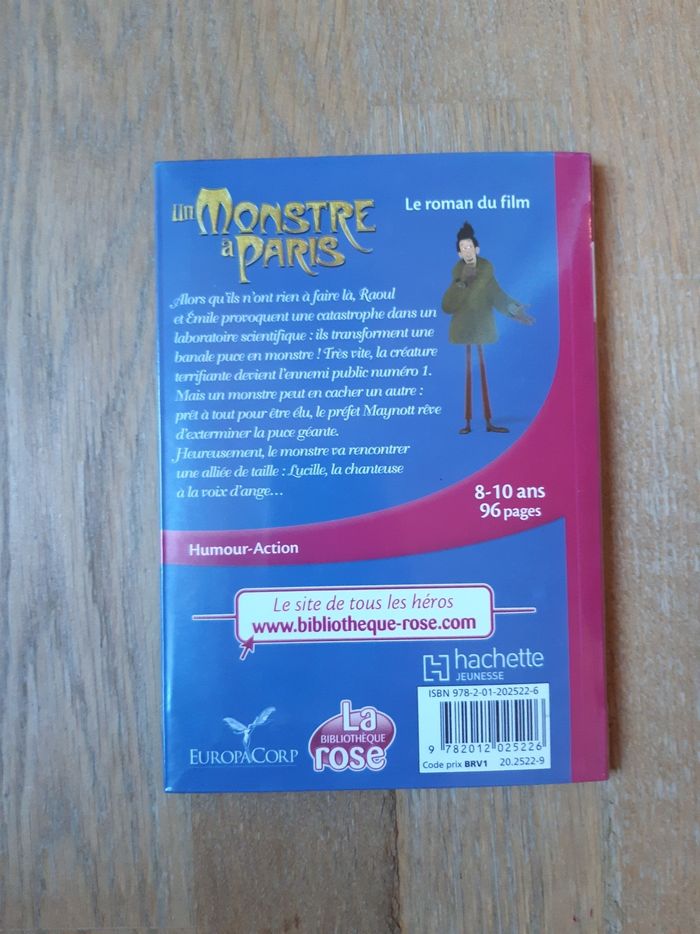 Un MONSTRE
à PARIS
Le roman du film
Alors qu'ils n'ont rien à faire là, Raoul
et Émile provoquent une catastrophe dans un
laboratoire scientifique : ils transforment une
banale puce en monstre ! Très vite, la créature
terrifiante devient l'ennemi public numéro 1.
Mais un monstre peut en cacher un autre :
prêt à tout pour être élu, le préfet Maynott rêve
d'exterminer la puce géante.
Heureusement, le monstre va rencontrer
une alliée de taille : Lucille, la chanteuse
à la voix d'ange...
8-10 ans
96 pages
Humour-Action
Le site de tous les héros
www.bibliotheque-rose.com
hachette
JEUNESSE
ISBN 978-2-01-202522-6
9 782012 025226
Code prix BRV1 20.2522-9
EUROPACORP
La
BIBLIOTHÈQUE
rose